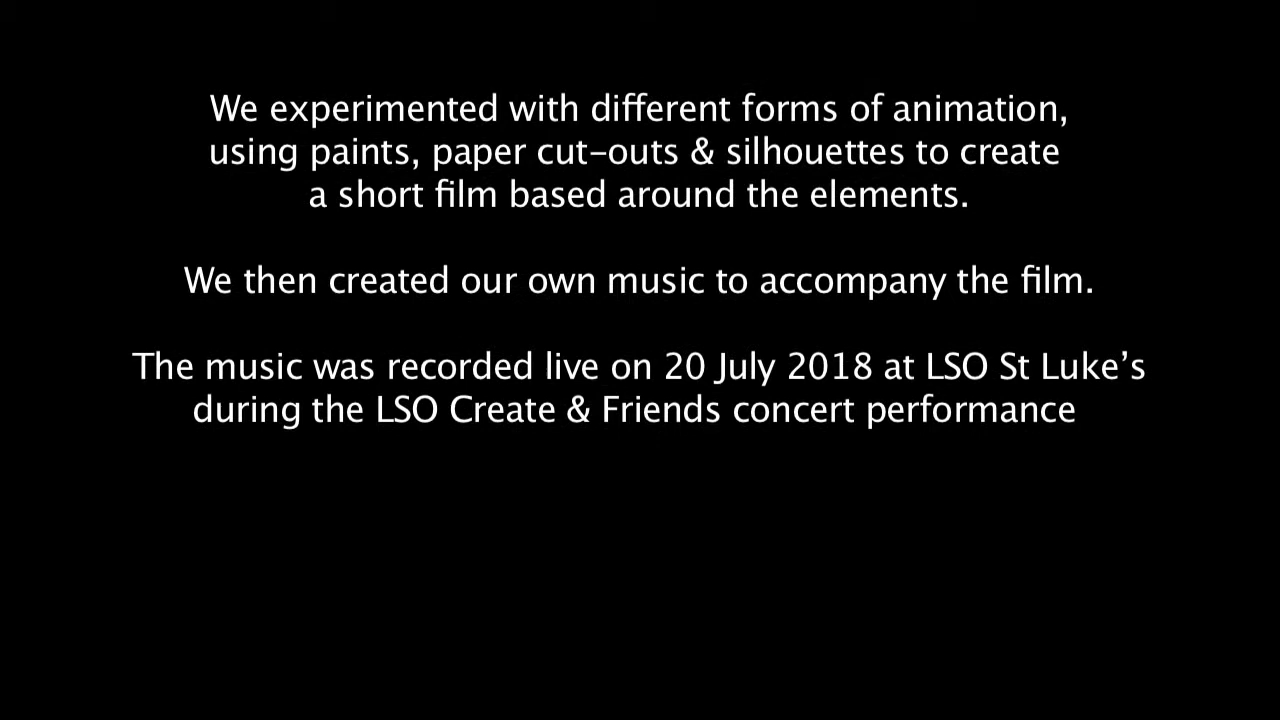 We experimented with different forms of animation,
using paints, paper cut–outs & silhouettes to create
a short film based around the elements.
We then created our own music to accompany the film.
The music was recorded live on 20 July 2018 at LSO St Luke’s
during the LSO Create & Friends concert performance